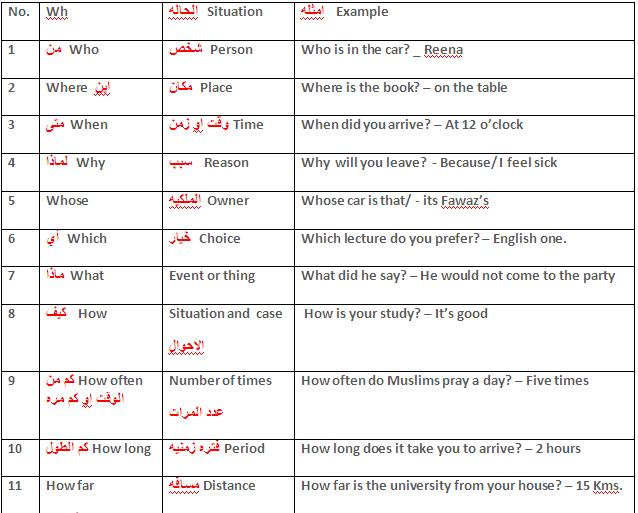 No. Wh الحاله Situation امثله Example
1 من Who شخص Person Who is in the car? _ Reena
2 Where اين مكان Place Where is the book? – on the table
3 متى When وقت او زمن Time When did you arrive? – At 12 o’clock
4 لماذا Why سبب Reason Why will you leave? - Because/ I feel sick
5 Whose الملكيه Owner Whose car is that/ - its Fawaz’s
6 أي Which خيار Choice Which lecture do you prefer? – English one.
7 ماذا What Event or thing What did he say? – He would not come to the party
8 كيف How Situation and case How is your study? – It’s good
الاحوال
9 كم من How often Number of times How often do Muslims pray a day? – Five times
الوقت او كم مره عدد المرات
10 كم الطول How long فتره زمنيه Period How long does it take you to arrive? – 2 hours
11 How far مسافه Distance How far is the university from your house? – 15 Kms.